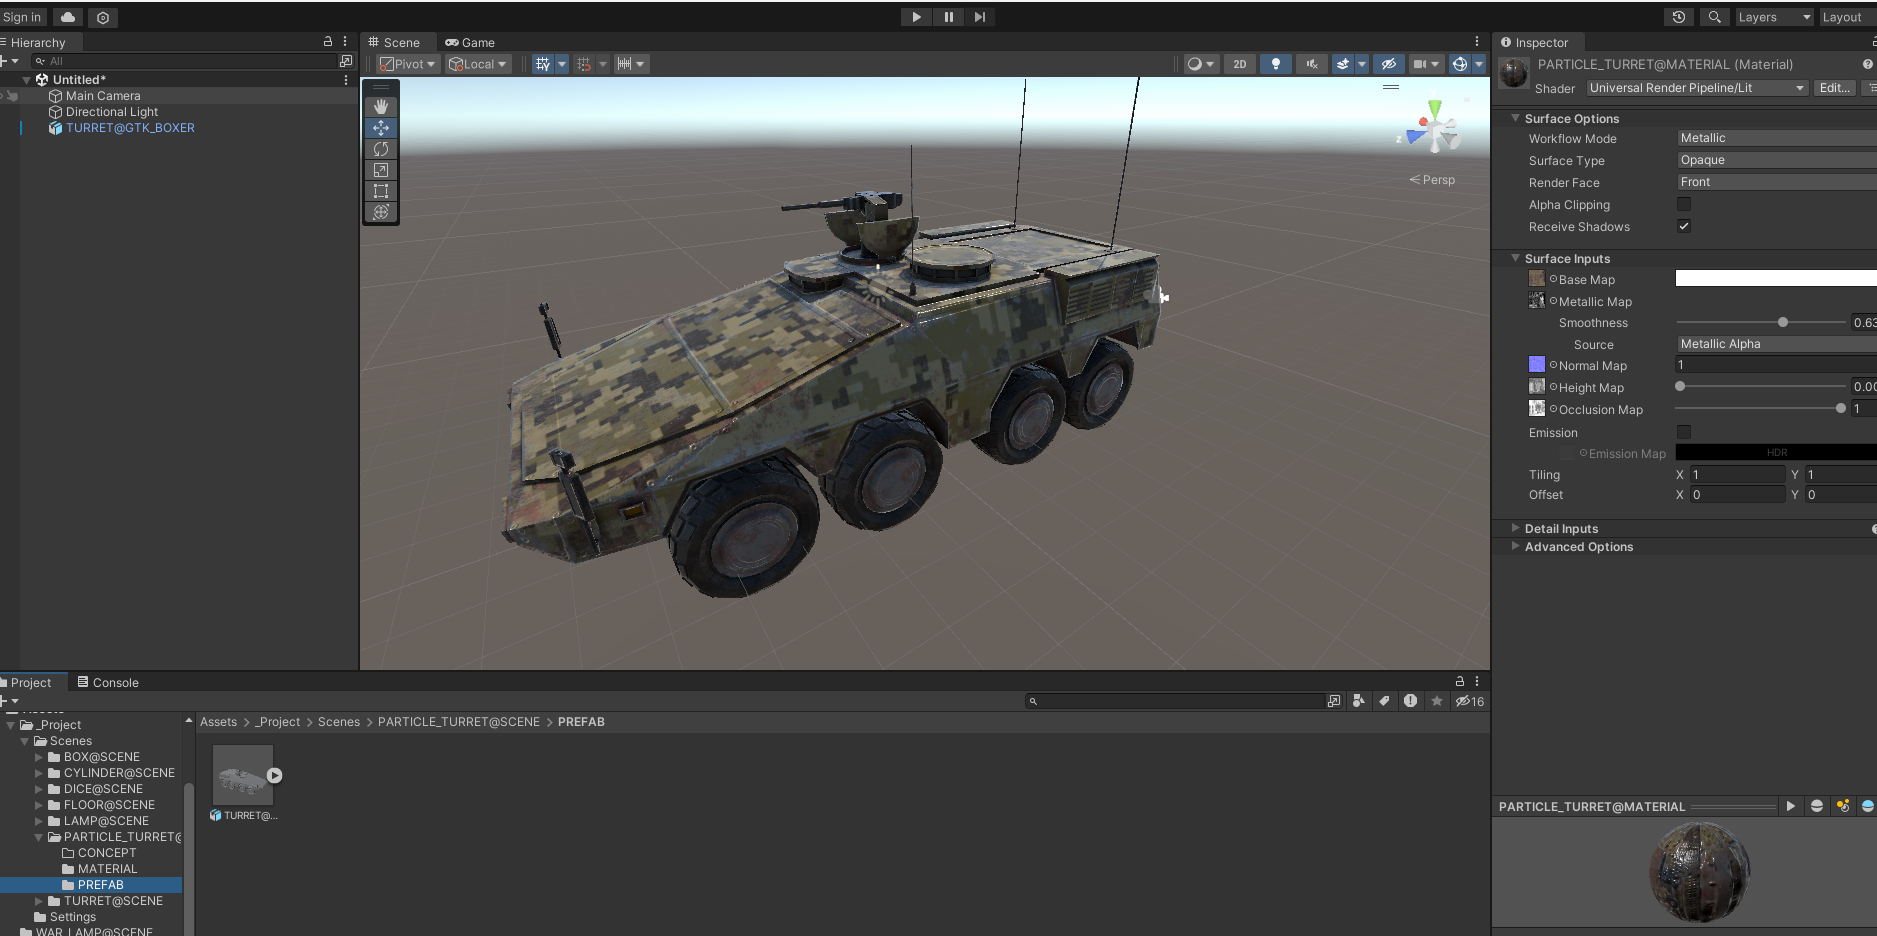 Sign in
Layers
Layout
Hierarchy
Scene
Game
Inspector
All
Pivot
Local
2D
PARTICLE_TURRET@MATERIAL (Material)
Shader
Universal Render Pipeline/Lit
Edit...
Untitled*
Main Camera
Directional Light
TURRET@GTK_BOXER
z
Persp
Surface Options
Workflow Mode
Metallic
Surface Type
Opaque
Render Face
Front
Alpha Clipping
Receive Shadows
Surface Inputs
Base Map
Metallic Map
Smoothness
0.63
Source
Metallic Alpha
Normal Map
1
Height Map
0.00
Occlusion Map
1
Emission
Emission Map
HDR
Tiling
X 1
Y 1
Offset
X 0
Y 0
Detail Inputs
Advanced Options
Project
Console
16
Assets > _Project > Scenes > PARTICLE_TURRET@SCENE > PREFAB
_Project
Scenes
BOX@SCENE
CYLINDER@SCENE
DICE@SCENE
FLOOR@SCENE
LAMP@SCENE
PARTICLE_TURRET@
CONCEPT
MATERIAL
PREFAB
TURRET@SCENE
Settings
WAR_LAMP@SCENE
TURRET@...
PARTICLE_TURRET@MATERIAL